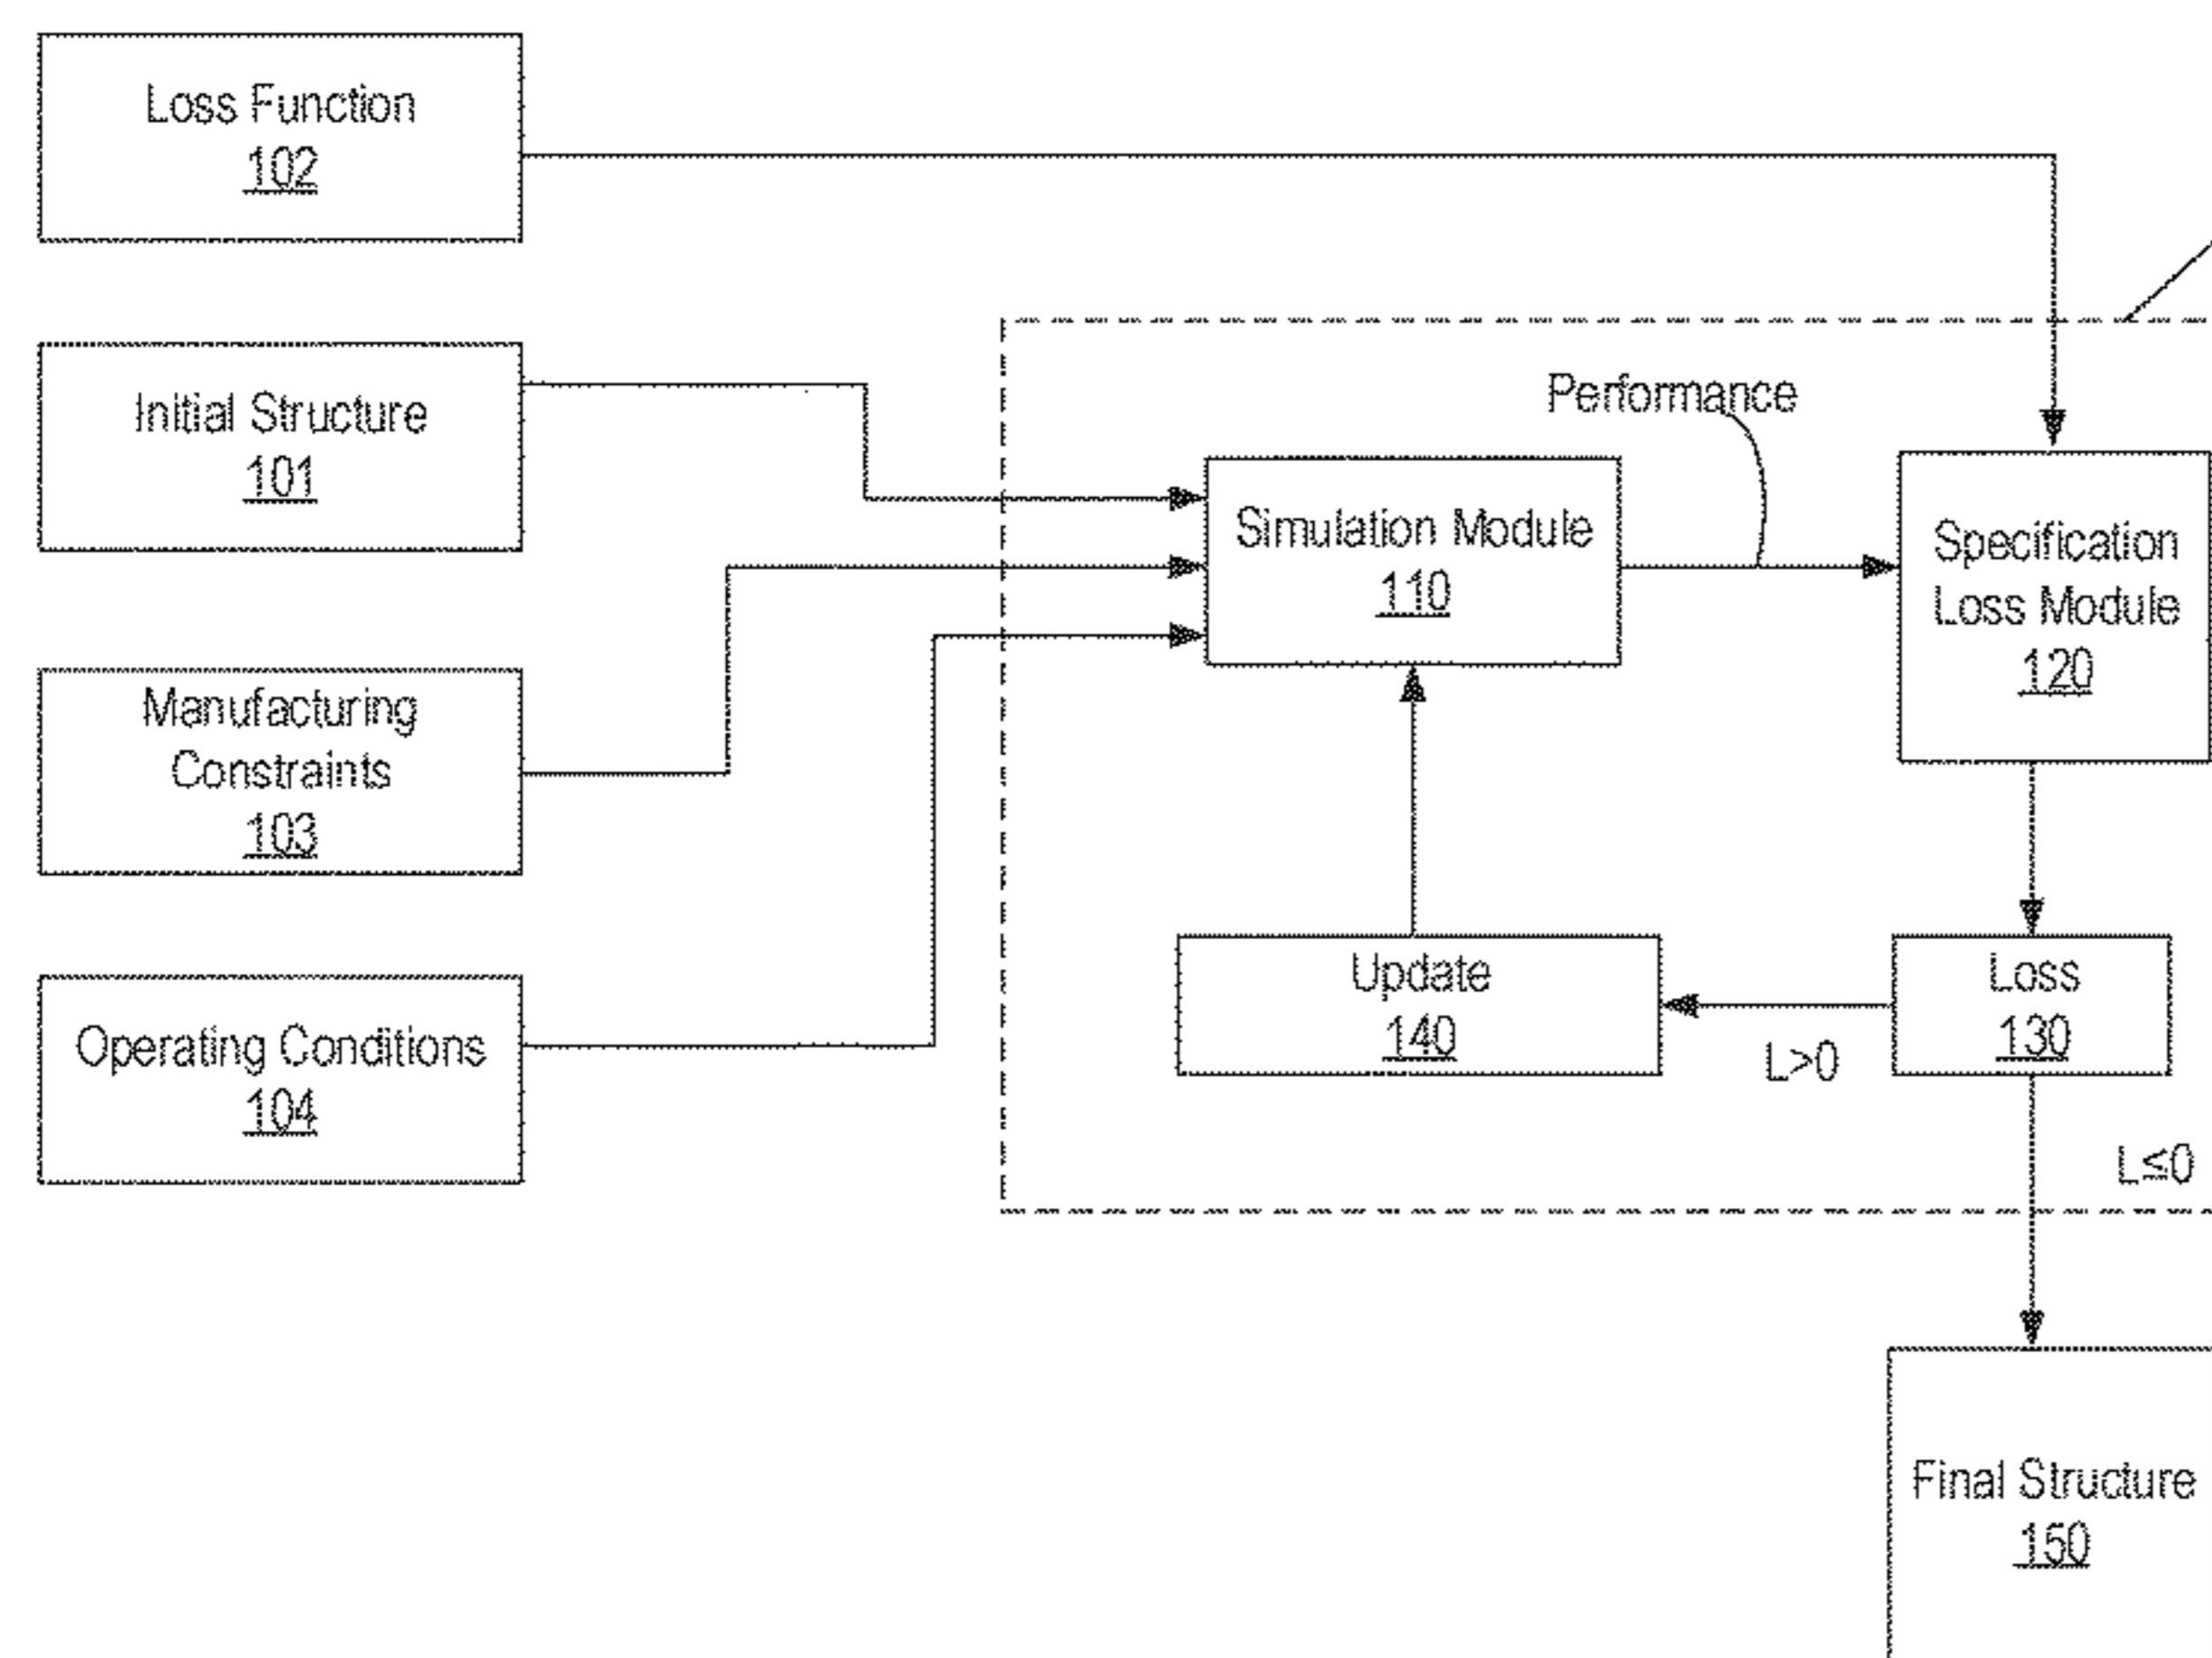 Loss Function
102
Initial Structure
101
Manufacturing
Constraints
103
Operating Conditions
104
Performance
Simulation Module
110
Specification
Loss Module
120
Update
140
Loss
130
L>0
L≤0
Final Structure
150